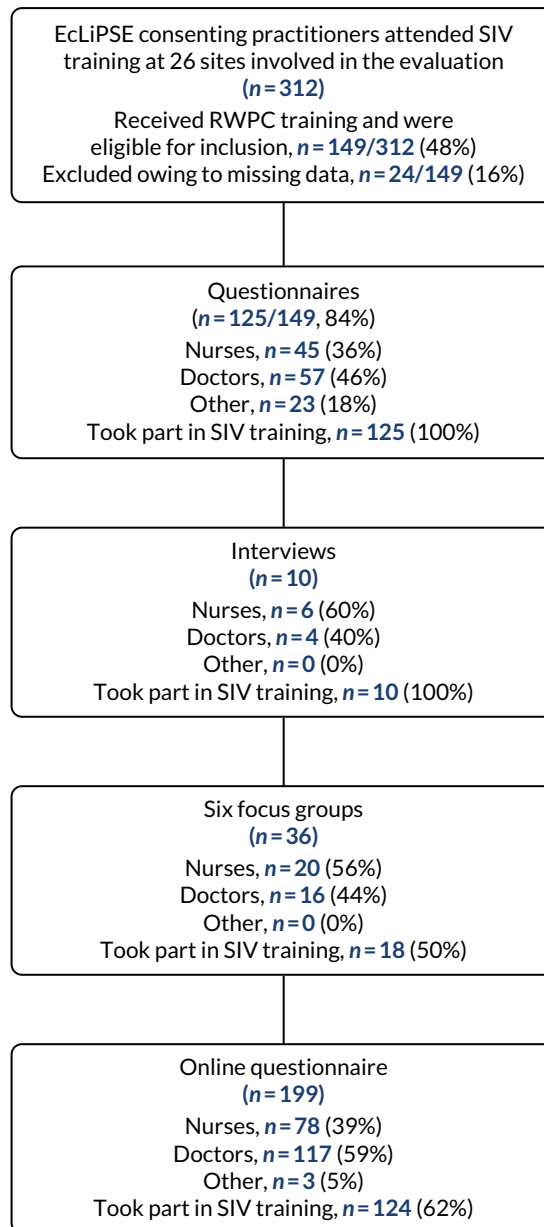 EcLiPSE consenting practitioners attended SIV
training at 26 sites involved in the evaluation
(n = 312)
Received RWPC training and were
eligible for inclusion, n = 149/312 (48%)
Excluded owing to missing data, n = 24/149 (16%)
Questionnaires
(n = 125/149, 84%)
Nurses, n = 45 (36%)
Doctors, n = 57 (46%)
Other, n = 23 (18%)
Took part in SIV training, n = 125 (100%)
Interviews
(n = 10)
Nurses, n = 6 (60%)
Doctors, n = 4 (40%)
Other, n = 0 (0%)
Took part in SIV training, n = 10 (100%)
Six focus groups
(n = 36)
Nurses, n = 20 (56%)
Doctors, n = 16 (44%)
Other, n = 0 (0%)
Took part in SIV training, n = 18 (50%)
Online questionnaire
(n = 199)
Nurses, n = 78 (39%)
Doctors, n = 117 (59%)
Other, n = 3 (5%)
Took part in SIV training, n = 124 (62%)